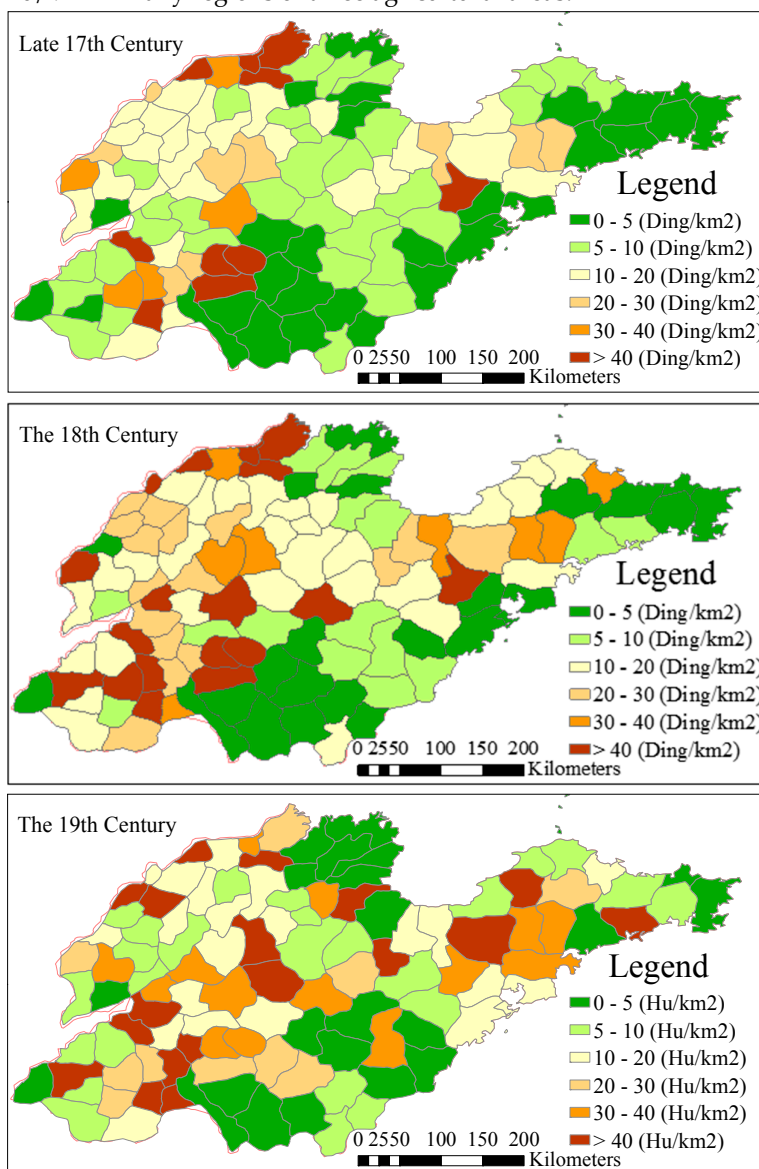 Late 17th Century
Legend
0 - 5 (Ding/km2)
5 - 10 (Ding/km2)
10 - 20 (Ding/km2)
20 - 30 (Ding/km2)
30 - 40 (Ding/km2)
> 40 (Ding/km2)
0 2550 100 150 200
Kilometers
The 18th Century
Legend
0 - 5 (Ding/km2)
5 - 10 (Ding/km2)
10 - 20 (Ding/km2)
20 - 30 (Ding/km2)
30 - 40 (Ding/km2)
> 40 (Ding/km2)
0 2550 100 150 200
Kilometers
The 19th Century
Legend
0 - 5 (Hu/km2)
5 - 10 (Hu/km2)
10 - 20 (Hu/km2)
20 - 30 (Hu/km2)
30 - 40 (Hu/km2)
> 40 (Hu/km2)
0 2550 100 150 200
Kilometers